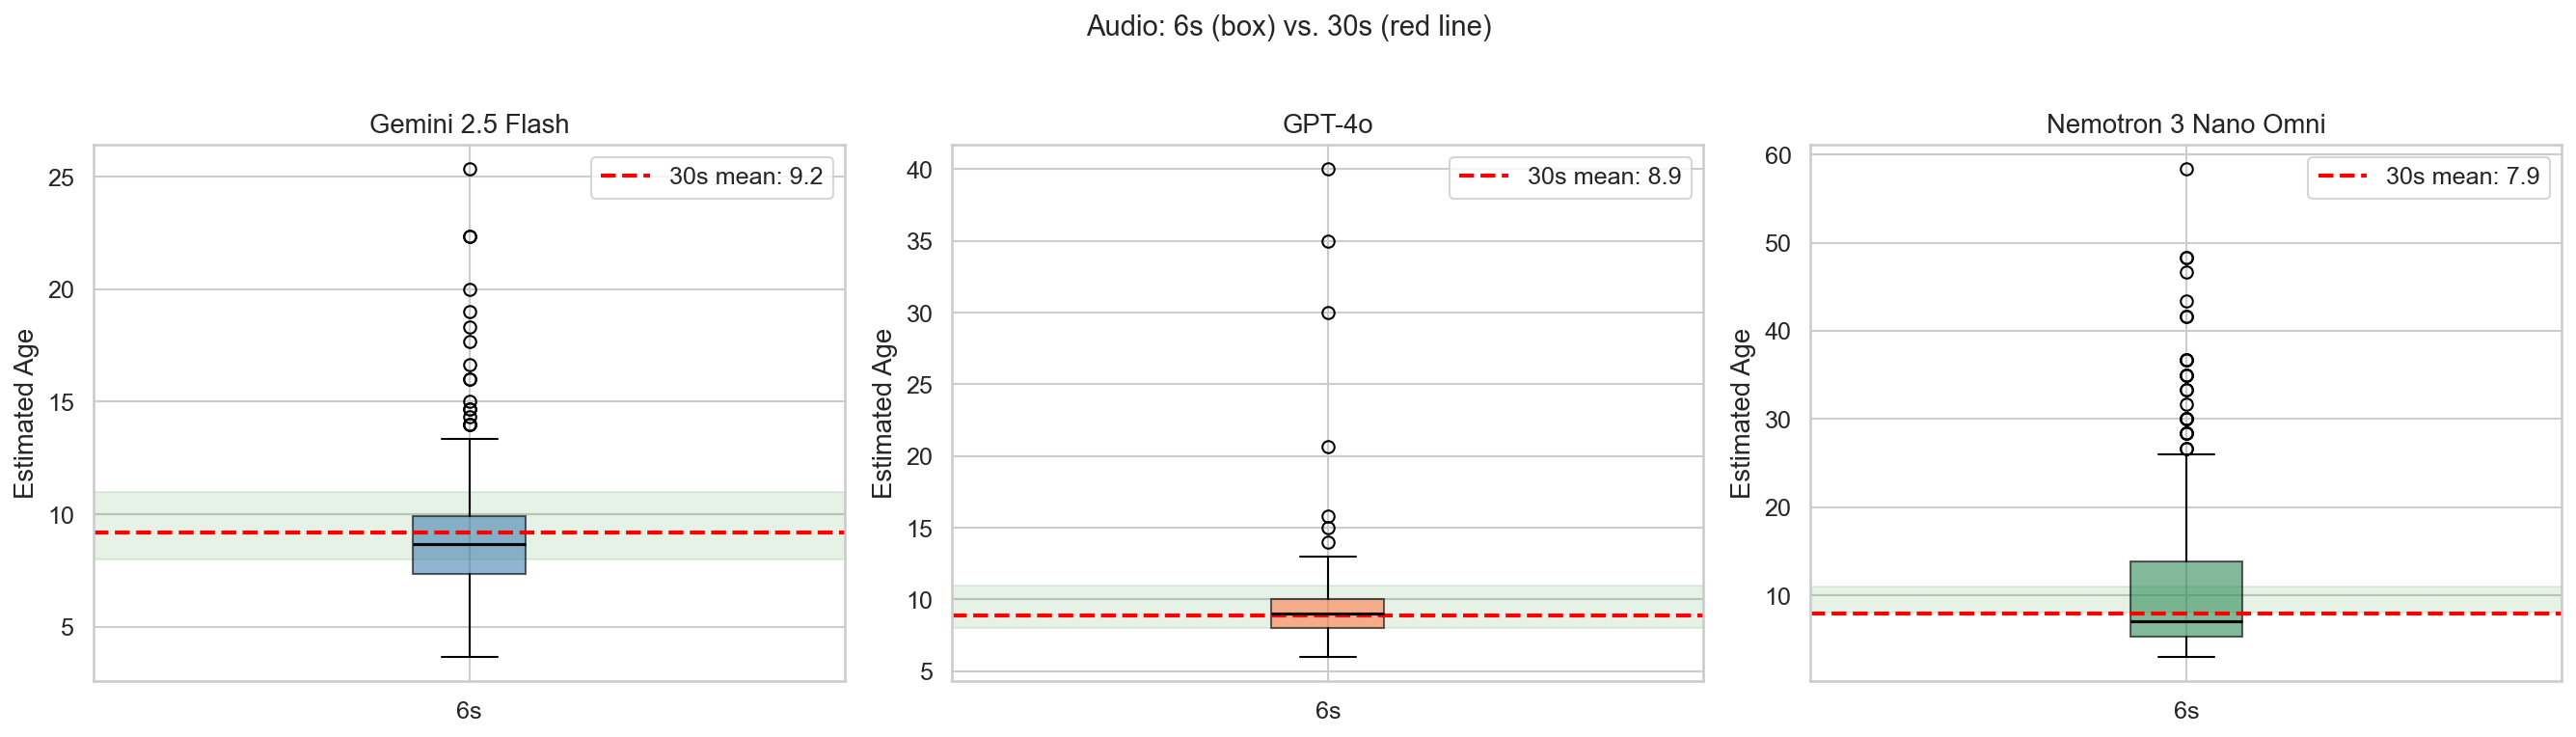 Audio: 6s (box) vs. 30s (red line)
Gemini 2.5 Flash
30s mean: 9.2
Estimated Age
25
20
15
10
5
6s
GPT-4o
30s mean: 8.9
Estimated Age
40
35
30
25
20
15
10
5
6s
Nemotron 3 Nano Omni
30s mean: 7.9
Estimated Age
60
50
40
30
20
10
6s